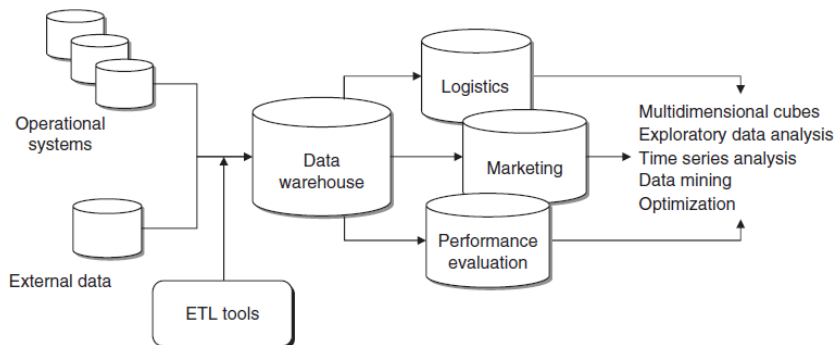 Operational
systems
External data
ETL tools
Data
warehouse
Logistics
Marketing
Performance
evaluation
Multidimensional cubes
Exploratory data analysis
Time series analysis
Data mining
Optimization